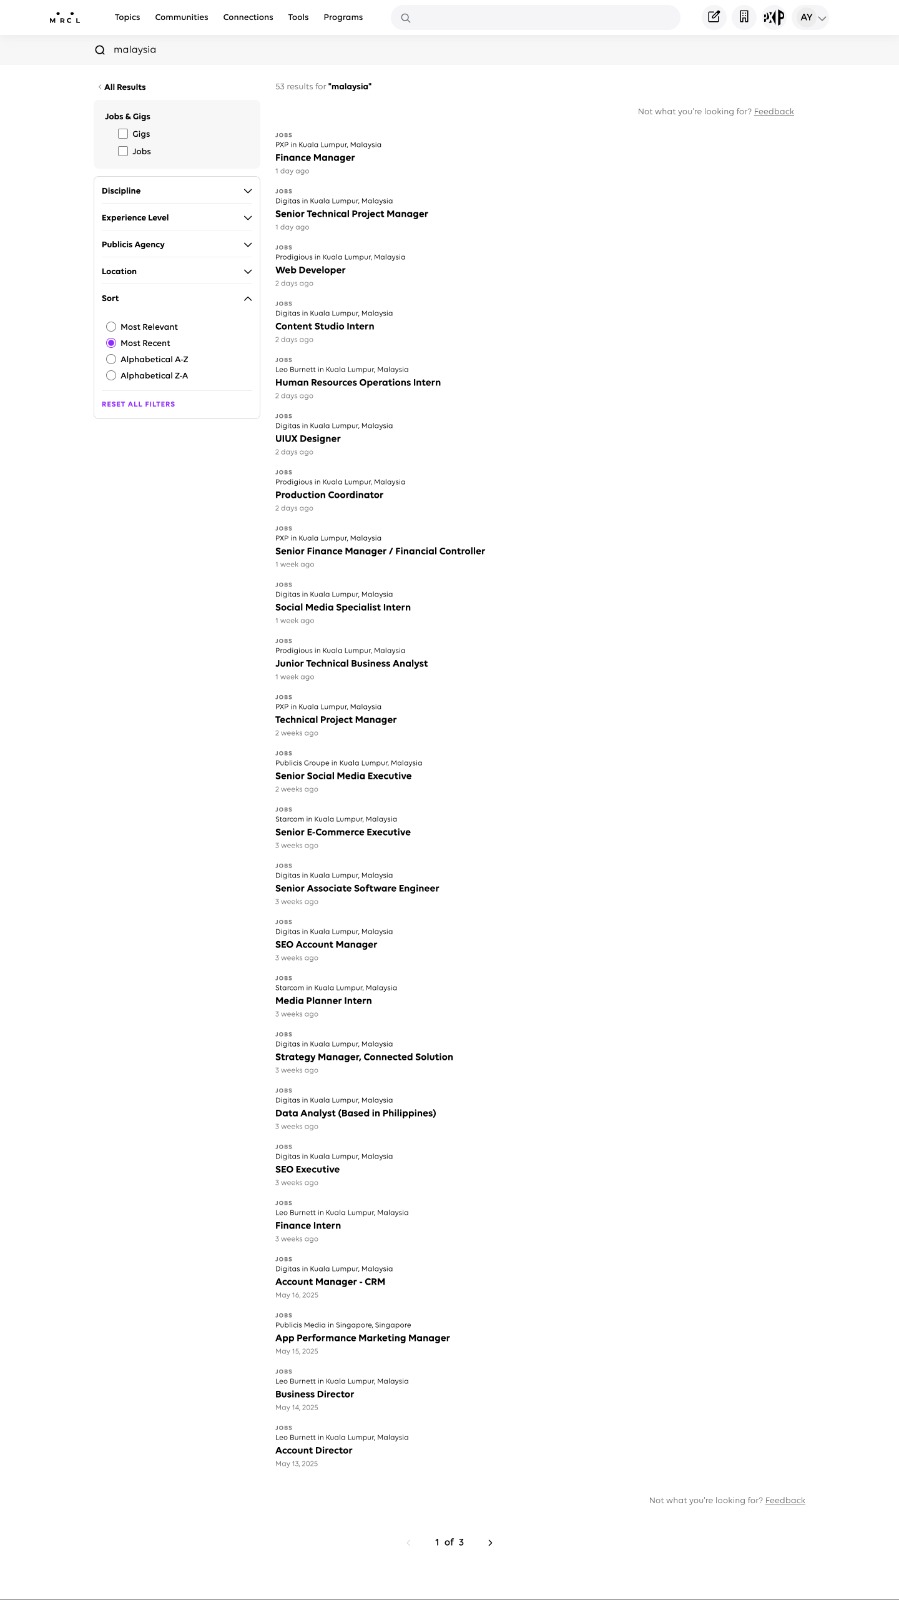 MRCL
Topics
Communities
Connections
Tools
Programs
PXP
AY
malaysia
All Results
Jobs & Gigs
Gigs
Jobs
Discipline
Experience Level
Publicis Agency
Location
Sort
Most Relevant
Most Recent
Alphabetical A-Z
Alphabetical Z-A
RESET ALL FILTERS
53 results for "malaysia"
Not what you're looking for? Feedback
JOBS
PXP in Kuala Lumpur, Malaysia
Finance Manager
1 day ago
JOBS
Digitas in Kuala Lumpur, Malaysia
Senior Technical Project Manager
1 day ago
JOBS
Prodigious in Kuala Lumpur, Malaysia
Web Developer
2 days ago
JOBS
Digitas in Kuala Lumpur, Malaysia
Content Studio Intern
2 days ago
JOBS
Leo Burnett in Kuala Lumpur, Malaysia
Human Resources Operations Intern
2 days ago
JOBS
Digitas in Kuala Lumpur, Malaysia
UIUX Designer
2 days ago
JOBS
Prodigious in Kuala Lumpur, Malaysia
Production Coordinator
2 days ago
JOBS
PXP in Kuala Lumpur, Malaysia
Senior Finance Manager / Financial Controller
1 week ago
JOBS
Digitas in Kuala Lumpur, Malaysia
Social Media Specialist Intern
1 week ago
JOBS
Prodigious in Kuala Lumpur, Malaysia
Junior Technical Business Analyst
1 week ago
JOBS
PXP in Kuala Lumpur, Malaysia
Technical Project Manager
2 weeks ago
JOBS
Publicis Groupe in Kuala Lumpur, Malaysia
Senior Social Media Executive
2 weeks ago
JOBS
Starcom in Kuala Lumpur, Malaysia
Senior E-Commerce Executive
3 weeks ago
JOBS
Digitas in Kuala Lumpur, Malaysia
Senior Associate Software Engineer
3 weeks ago
JOBS
Digitas in Kuala Lumpur, Malaysia
SEO Account Manager
3 weeks ago
JOBS
Starcom in Kuala Lumpur, Malaysia
Media Planner Intern
3 weeks ago
JOBS
Digitas in Kuala Lumpur, Malaysia
Strategy Manager, Connected Solution
3 weeks ago
JOBS
Digitas in Kuala Lumpur, Malaysia
Data Analyst (Based in Philippines)
3 weeks ago
JOBS
Digitas in Kuala Lumpur, Malaysia
SEO Executive
3 weeks ago
JOBS
Leo Burnett in Kuala Lumpur, Malaysia
Finance Intern
3 weeks ago
JOBS
Digitas in Kuala Lumpur, Malaysia
Account Manager - CRM
May 16, 2025
JOBS
Publicis Media in Singapore, Singapore
App Performance Marketing Manager
May 15, 2025
JOBS
Leo Burnett in Kuala Lumpur, Malaysia
Business Director
May 14, 2025
JOBS
Leo Burnett in Kuala Lumpur, Malaysia
Account Director
May 13, 2025
Not what you're looking for? Feedback
1 of 3